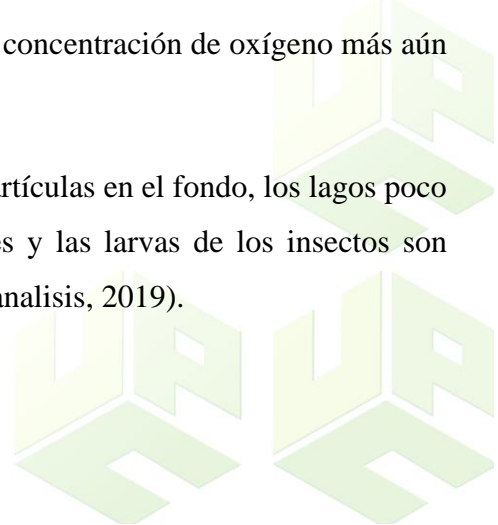 concentración de oxígeno más aún
artículas en el fondo, los lagos poco
s y las larvas de los insectos son
analisis, 2019).